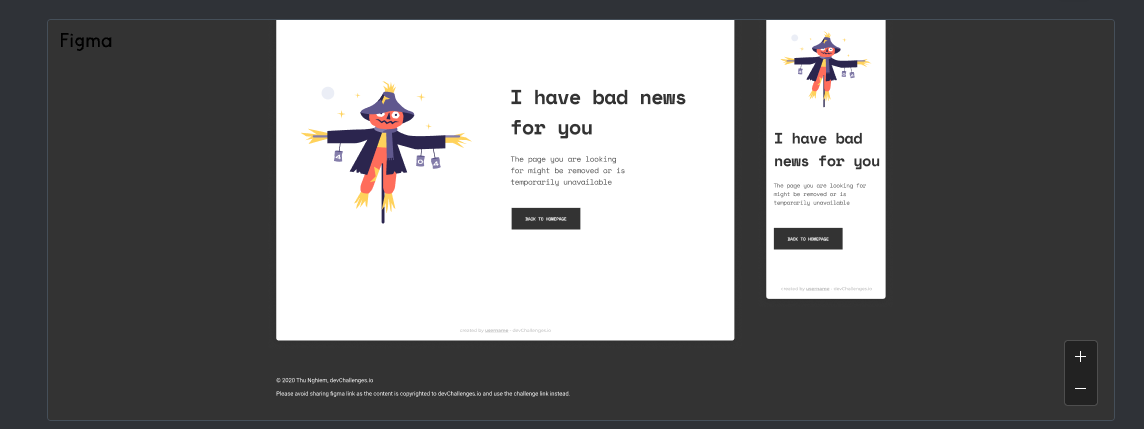 Figma
I have bad news
for you
The page you are looking
for might be removed or is
temporarily unavailable
BACK TO HOMEPAGE
created by username - devChallenges.io
I have bad
news for you
The page you are looking for
might be removed or is
temporarily unavailable
BACK TO HOMEPAGE
created by username - devChallenges.io
© 2020 Thu Nghiem, devChallenges.io
Please avoid sharing figma link as the content is copyrighted to devChallenges.io and use the challenge link instead.